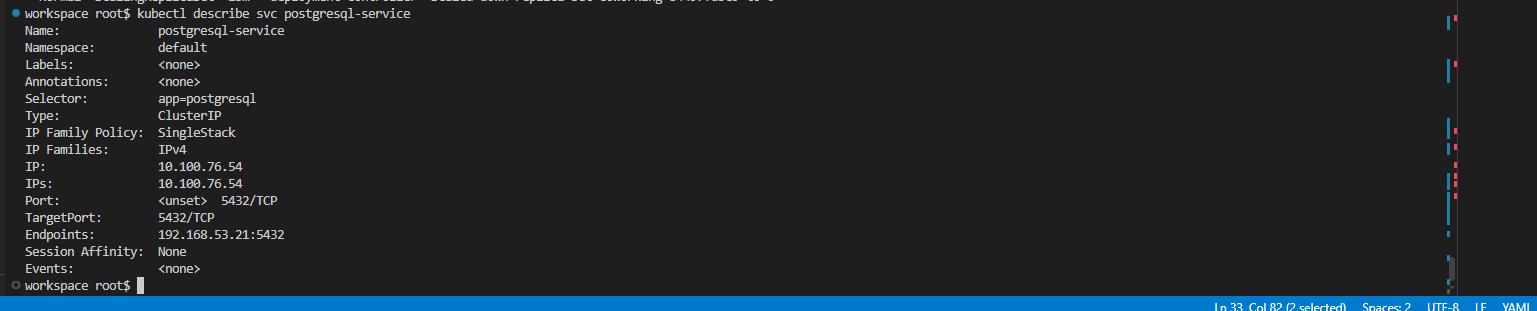 workspace root$ kubectl describe svc postgresql-service
Name:              postgresql-service
Namespace:         default
Labels:            <none>
Annotations:       <none>
Selector:          app=postgresql
Type:              ClusterIP
IP Family Policy:  SingleStack
IP Families:       IPv4
IP:                10.100.76.54
IPs:               10.100.76.54
Port:              <unset>  5432/TCP
TargetPort:        5432/TCP
Endpoints:         192.168.53.21:5432
Session Affinity:  None
Events:            <none>
workspace root$
Ln 33, Col 82 (2 selected) Spaces: 2 UTF-8 LF YAML